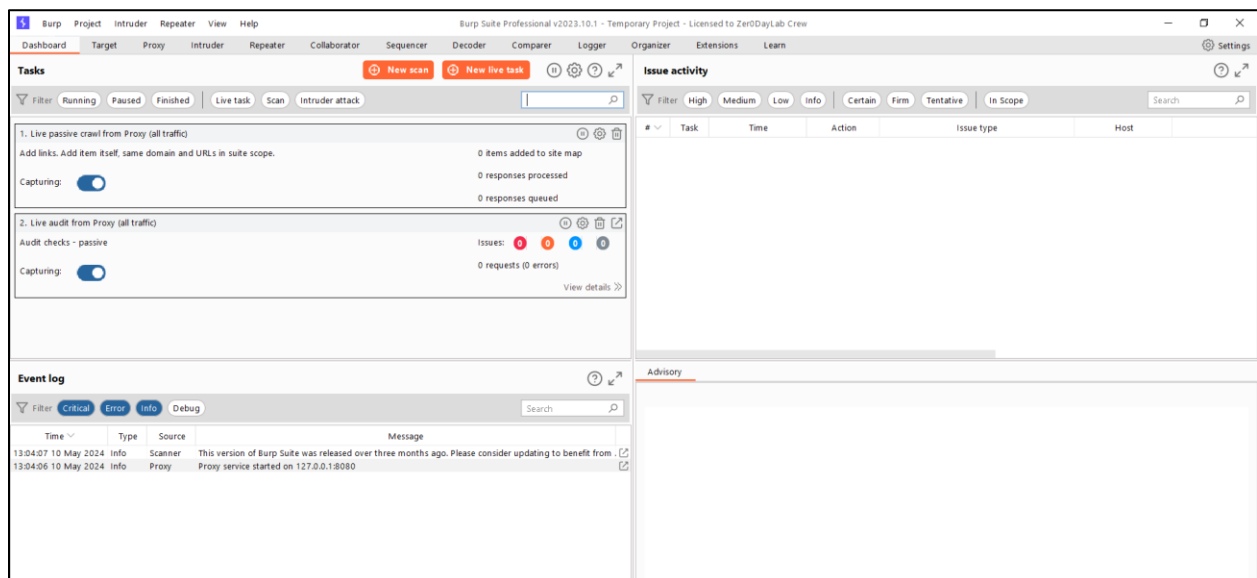 Burp Project Intruder Repeater View Help Burp Suite Professional v2023.10.1 - Temporary Project - Licensed to Zer0DayLab Crew
Dashboard Target Proxy Intruder Repeater Collaborator Sequencer Decoder Comparer Logger Organizer Extensions Learn Settings
Tasks New scan New live task
Filter Running Paused Finished Live task Scan Intruder attack
1. Live passive crawl from Proxy (all traffic)
Add links. Add item itself, same domain and URLs in suite scope. 0 items added to site map
Capturing: 0 responses processed
0 responses queued
2. Live audit from Proxy (all traffic)
Audit checks - passive Issues: 0 0 0 0
Capturing: 0 requests (0 errors)
View details
Issue activity
Filter High Medium Low Info Certain Firm Tentative In Scope Search
# Task Time Action Issue type Host
Event log
Filter Critical Error Info Debug Search
Time Type Source Message
13:04:07 10 May 2024 Info Scanner This version of Burp Suite was released over three months ago. Please consider updating to benefit from .
13:04:06 10 May 2024 Info Proxy Proxy service started on 127.0.0.1:8080
Advisory